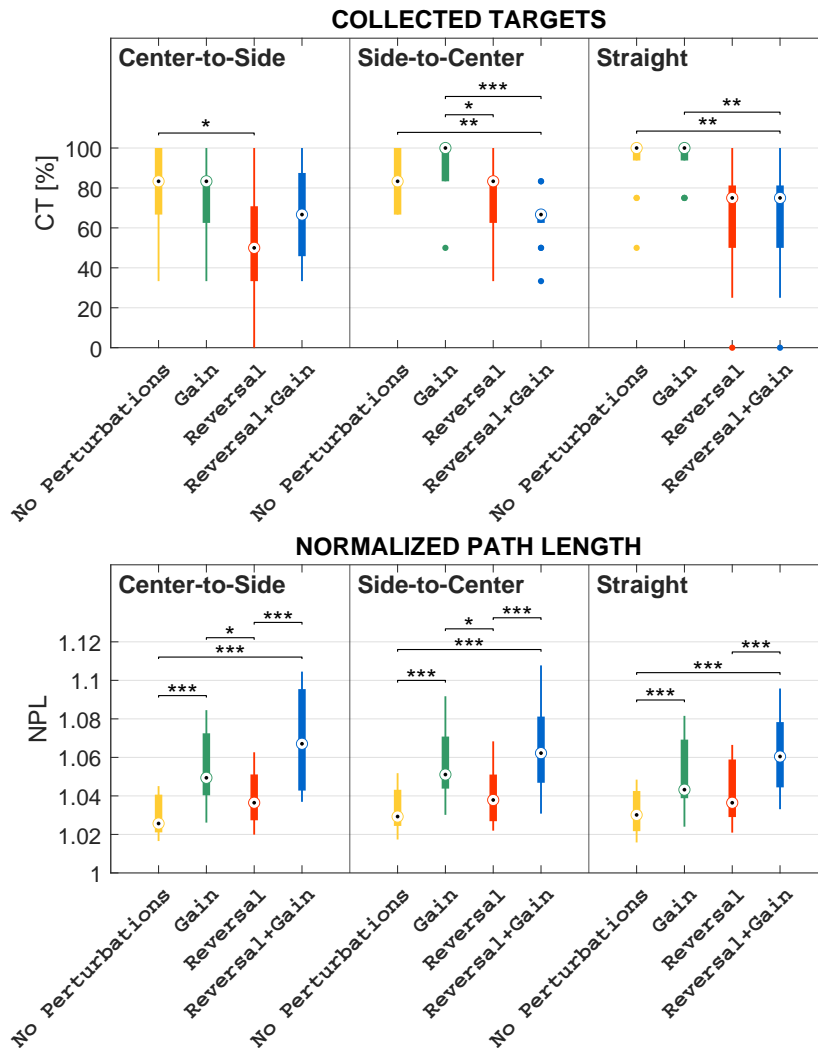 COLLECTED TARGETS
Center-to-Side Side-to-Center Straight
CT [%]
100
80
60
40
20
0
* *** * ** ** **
No Perturbations Gain Reversal Reversal+Gain No Perturbations Gain Reversal Reversal+Gain No Perturbations Gain Reversal Reversal+Gain
NORMALIZED PATH LENGTH
Center-to-Side Side-to-Center Straight
NPL
1.12
1.1
1.08
1.06
1.04
1.02
1
*** * *** *** * *** *** *** *** *** ***
No Perturbations Gain Reversal Reversal+Gain No Perturbations Gain Reversal Reversal+Gain No Perturbations Gain Reversal Reversal+Gain